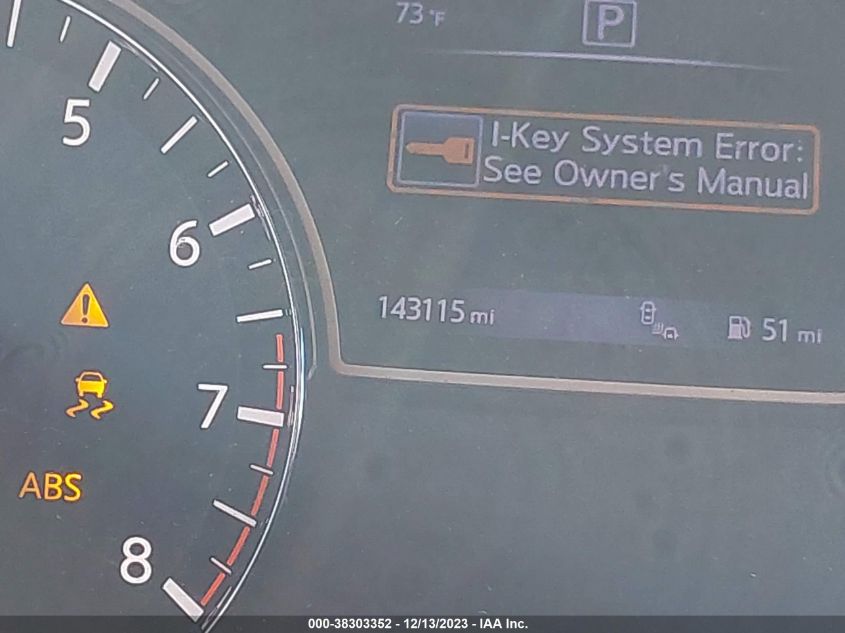 73°F
P
5
I-Key System Error:
See Owner's Manual
6
143115 mi
51 mi
7
ABS
8
000-38303352 - 12/13/2023 - IAA Inc.